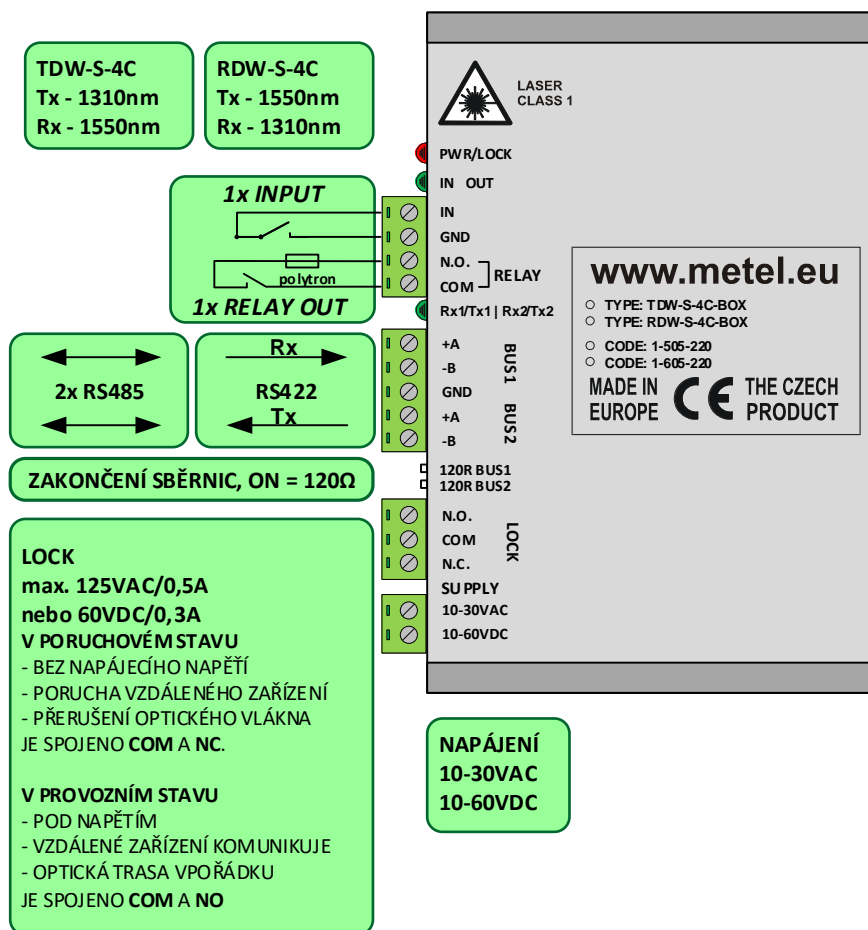 TDW-S-4C
Tx - 1310nm
Rx - 1550nm
RDW-S-4C
Tx - 1550nm
Rx - 1310nm
LASER
CLASS 1
PWR/LOCK
IN OUT
1x INPUT
IN
GND
N.O.
COM
RELAY
polytron
1x RELAY OUT
Rx1/Tx1 | Rx2/Tx2
www.metel.eu
TYPE: TDW-S-4C-BOX
TYPE: RDW-S-4C-BOX
CODE: 1-505-220
CODE: 1-605-220
MADE IN
EUROPE
CE
THE CZECH
PRODUCT
2x RS485
Rx
RS422
Tx
+A
-B
GND
+A
-B
BUS1
BUS2
ZAKONČENÍ SBĚRNIC, ON = 120Ω
120R BUS1
120R BUS2
N.O.
COM
N.C.
LOCK
SUPPLY
10-30VAC
10-60VDC
LOCK
max. 125VAC/0,5A
nebo 60VDC/0,3A
V PORUCHOVÉM STAVU
- BEZ NAPÁJECÍHO NAPĚŤÍ
- PORUCHA VZDÁLENÉHO ZAŘÍZENÍ
- PŘERUŠENÍ OPTICKÉHO VLÁKNA
JE SPOJENO COM A NC.
V PROVOZNÍM STAVU
- POD NAPĚTÍM
- VZDÁLENÉ ZAŘÍZENÍ KOMUNIKUJE
- OPTICKÁ TRASA VPOŘÁDKU
JE SPOJENO COM A NO
NAPÁJENÍ
10-30VAC
10-60VDC